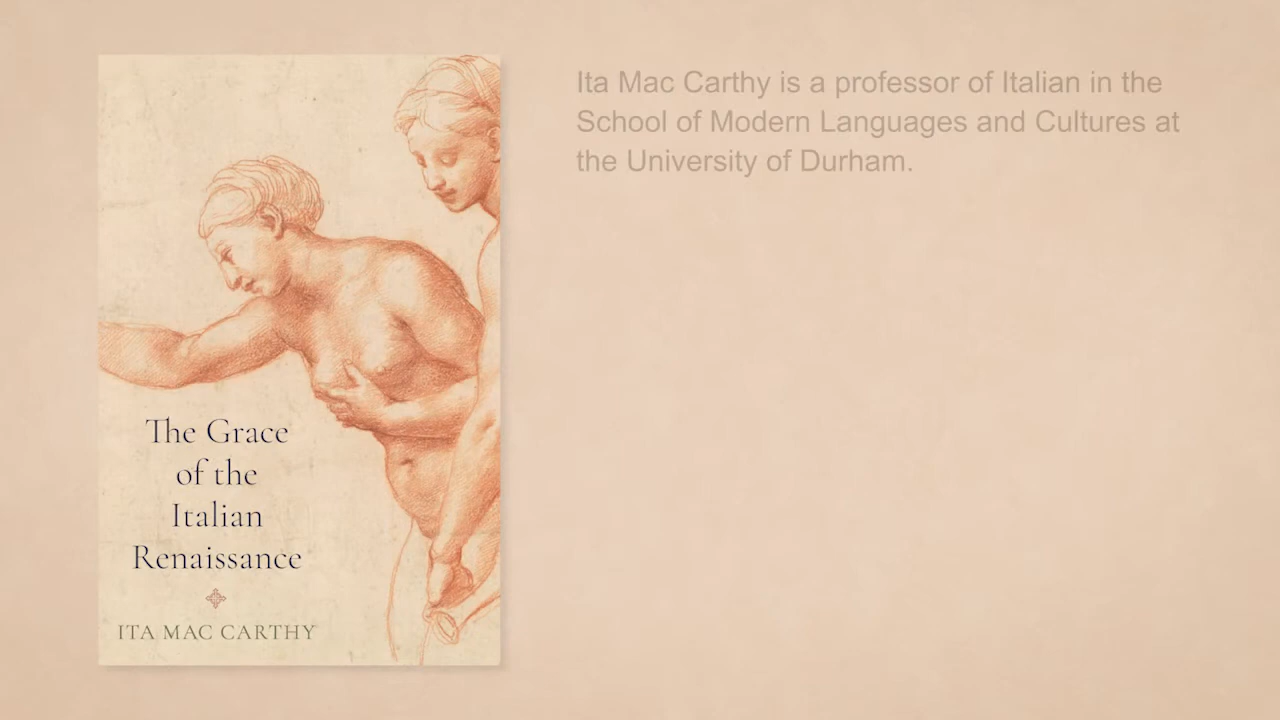 The Grace
of the
Italian
Renaissance
ITA MAC CARTHY
Ita Mac Carthy is a professor of Italian in the
School of Modern Languages and Cultures at
the University of Durham.